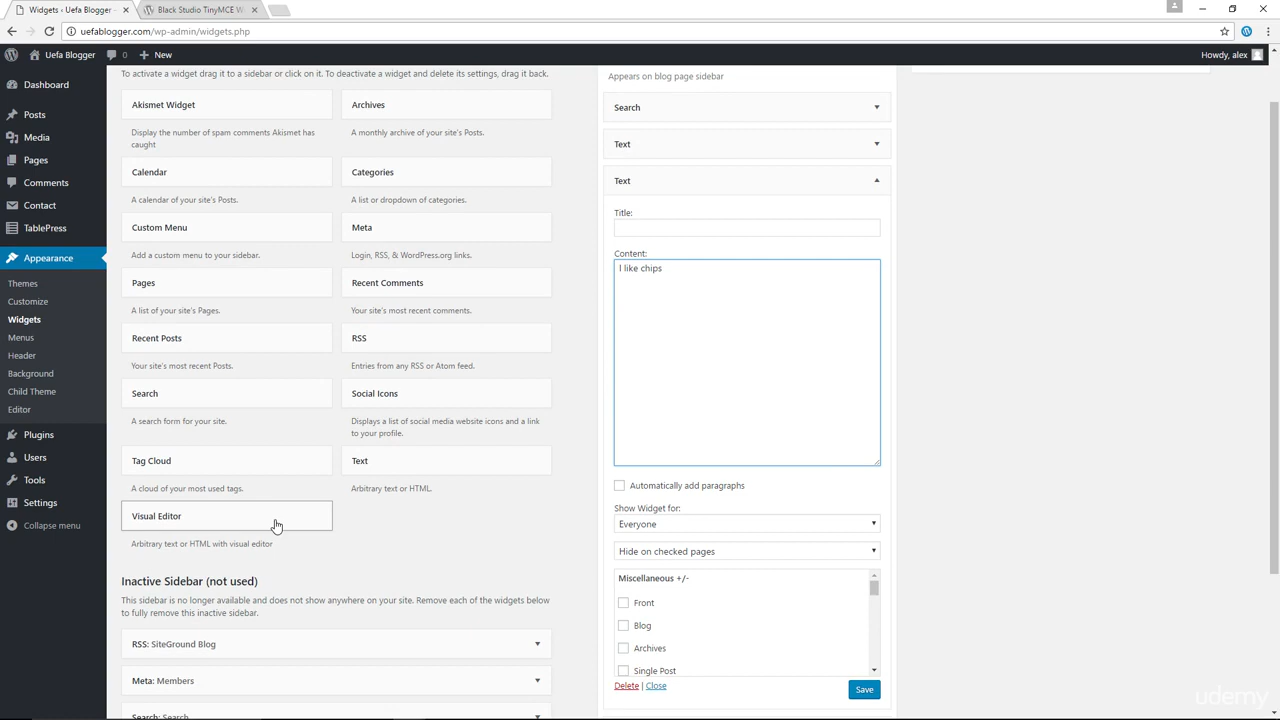 Widgets ‹ Uefa Blogger -
Black Studio TinyMCE W
uefablogger.com/wp-admin/widgets.php
Uefa Blogger
0
New
Howdy, alex
Dashboard
Posts
Media
Pages
Comments
Contact
TablePress
Appearance
Themes
Customize
Widgets
Menus
Header
Background
Child Theme
Editor
Plugins
Users
Tools
Settings
Collapse menu
To activate a widget drag it to a sidebar or click on it. To deactivate a widget and delete its settings, drag it back.
Akismet Widget
Display the number of spam comments Akismet has
caught
Archives
A monthly archive of your site's Posts.
Calendar
A calendar of your site's Posts.
Categories
A list or dropdown of categories.
Custom Menu
Add a custom menu to your sidebar.
Meta
Login, RSS, & WordPress.org links.
Pages
A list of your site's Pages.
Recent Comments
Your site's most recent comments.
Recent Posts
Your site's most recent Posts.
RSS
Entries from any RSS or Atom feed.
Search
A search form for your site.
Social Icons
Displays a list of social media website icons and a link
to your profile.
Tag Cloud
A cloud of your most used tags.
Text
Arbitrary text or HTML.
Visual Editor
Arbitrary text or HTML with visual editor
Inactive Sidebar (not used)
This sidebar is no longer available and does not show anywhere on your site. Remove each of the widgets below
to fully remove this inactive sidebar.
RSS: SiteGround Blog
Meta: Members
Search: Search
Appears on blog page sidebar
Search
Text
Text
Title:
Content:
I like chips
Automatically add paragraphs
Show Widget for:
Everyone
Hide on checked pages
Miscellaneous +/-
Front
Blog
Archives
Single Post
Delete | Close
Save
udemy